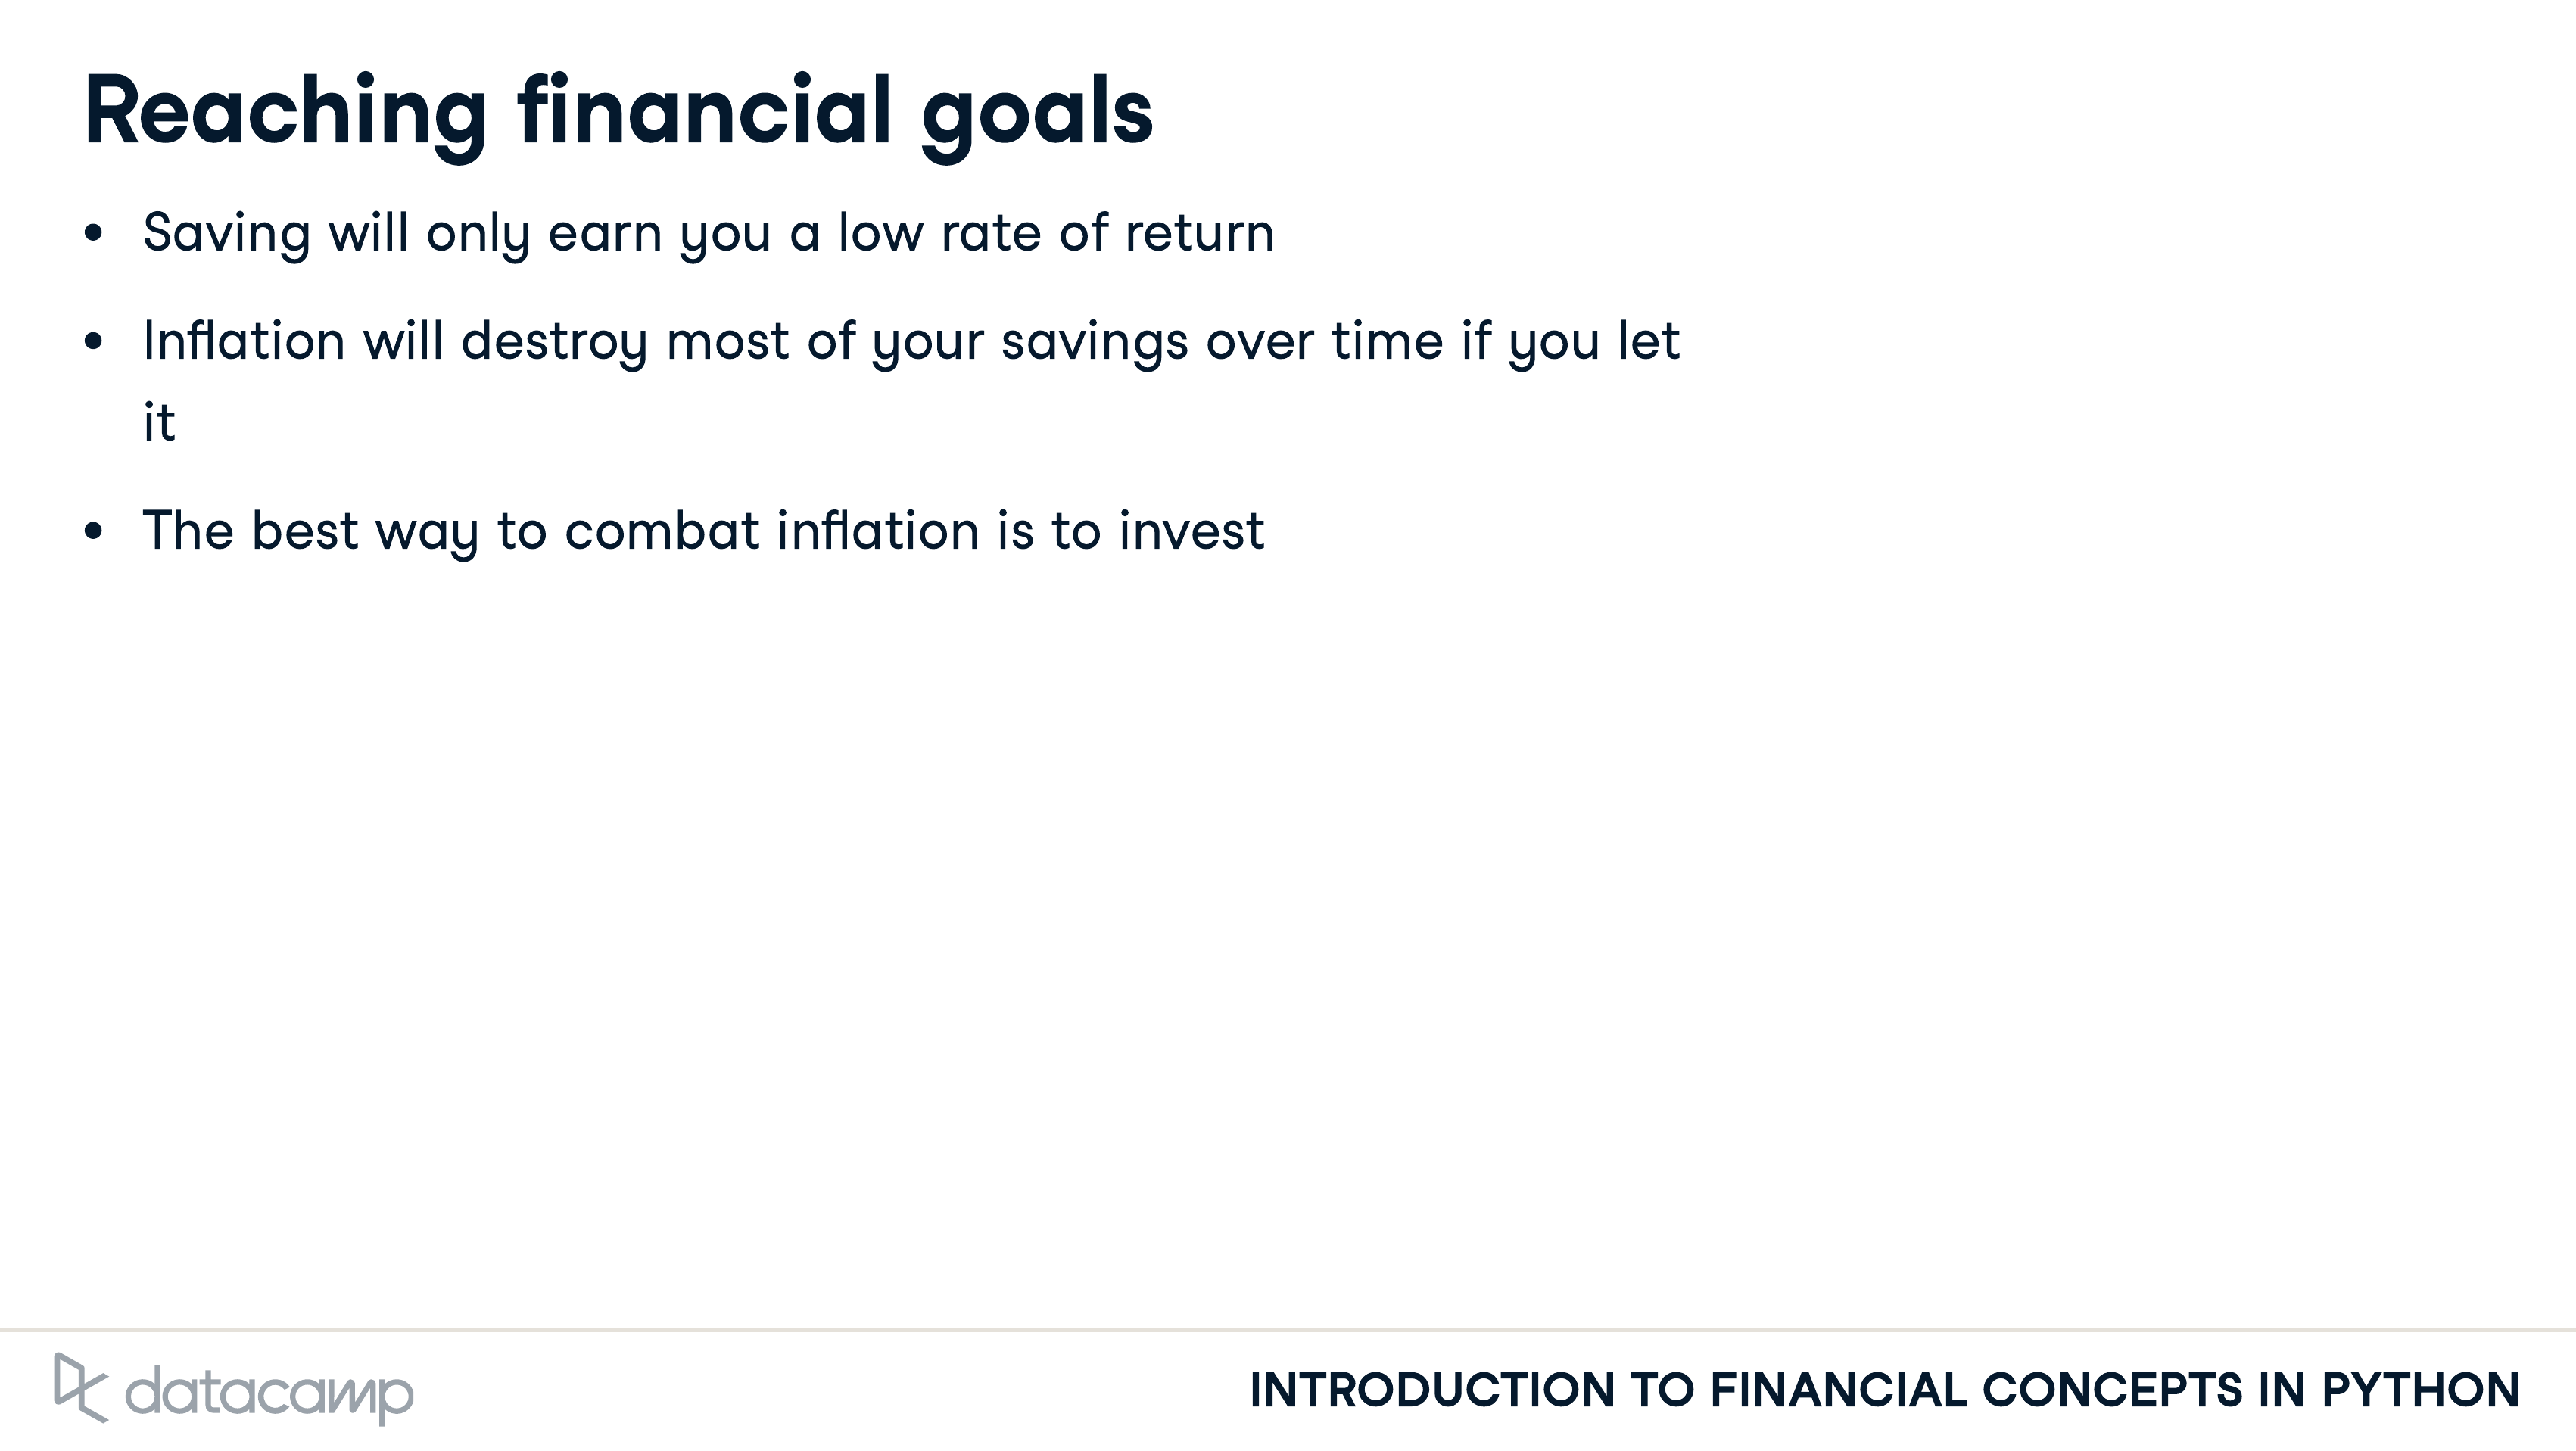 Reaching financial goals
• Saving will only earn you a low rate of return
• Inflation will destroy most of your savings over time if you let
it
• The best way to combat inflation is to invest
datacamp
INTRODUCTION TO FINANCIAL CONCEPTS IN PYTHON